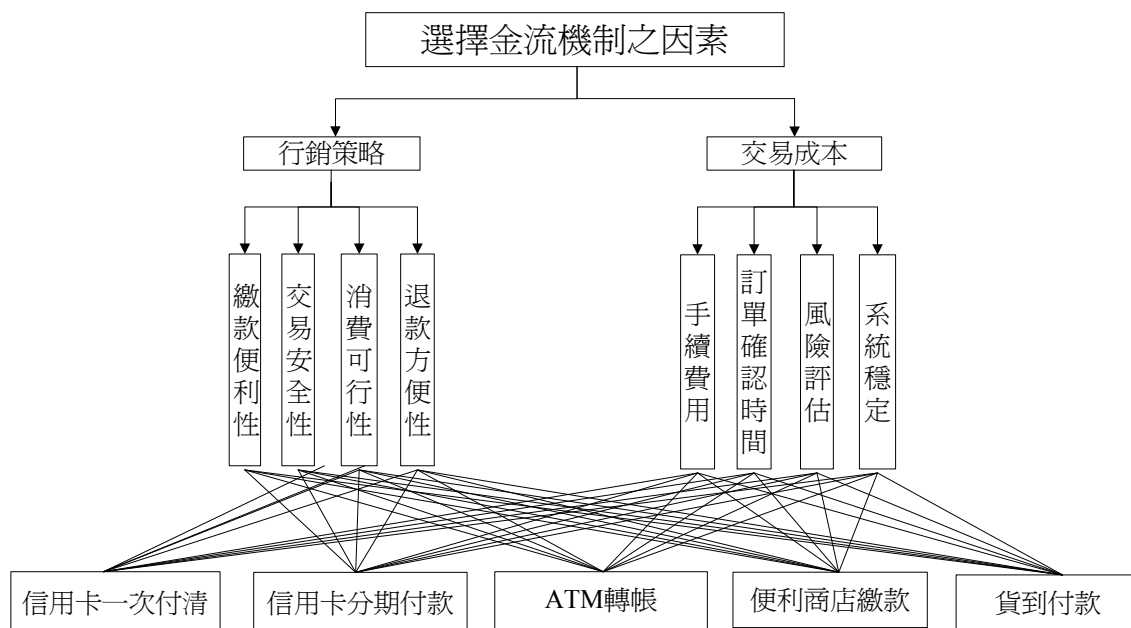 選擇金流機制之因素
行銷策略
交易成本
繳款便利性
交易安全性
消費可行性
退款方便性
手續費用
訂單確認時間
風險評估
系統穩定
信用卡一次付清
信用卡分期付款
ATM轉帳
便利商店繳款
貨到付款